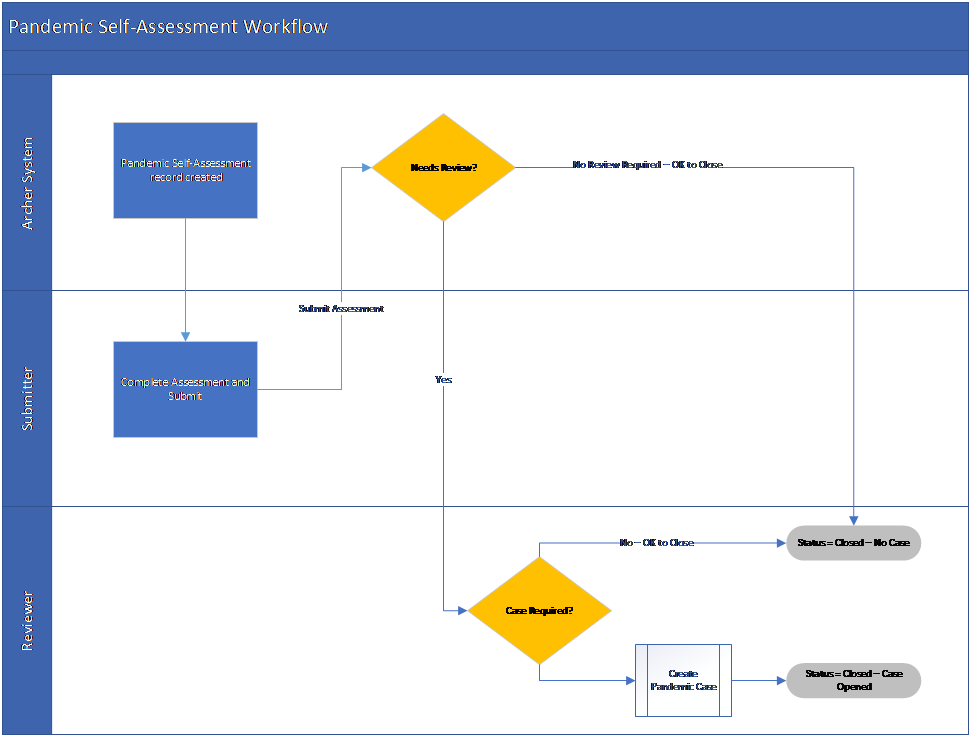 Pandemic Self-Assessment Workflow
Archer System
Pandemic Self-Assessment
record created
Needs Review?
No Review Required – OK to Close
Submitter
Submit Assessment
Complete Assessment and
Submit
Yes
Reviewer
No – OK to Close
Status = Closed – No Case
Case Required?
Create
Pandemic Case
Status = Closed – Case
Opened